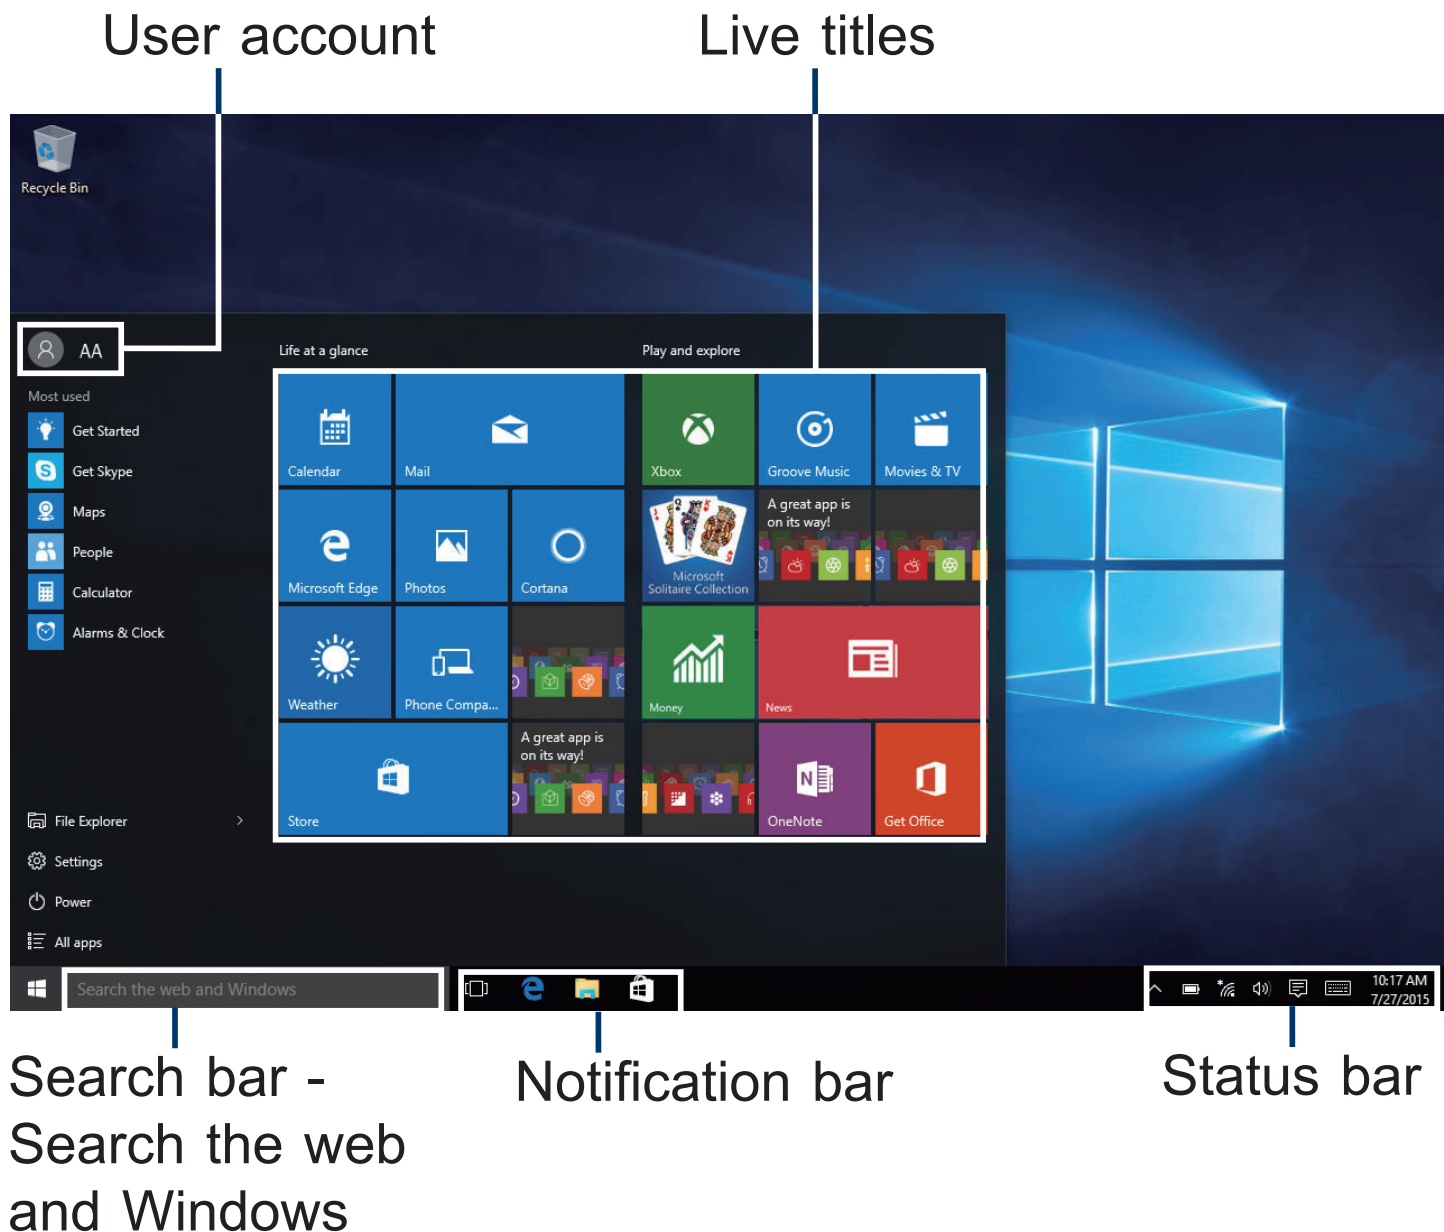 User account
Live titles
Recycle Bin
AA
Life at a glance
Play and explore
Most used
Get Started
Get Skype
Maps
People
Calculator
Alarms & Clock
Calendar
Mail
Xbox
Groove Music
Movies & TV
Microsoft Edge
Photos
Cortana
Microsoft
Solitaire Collection
A great app is
on its way!
Weather
Phone Compa...
Money
News
Store
A great app is
on its way!
OneNote
Get Office
File Explorer
Settings
Power
All apps
Search the web and Windows
10:17 AM
7/27/2015
Search bar -
Search the web
and Windows
Notification bar
Status bar